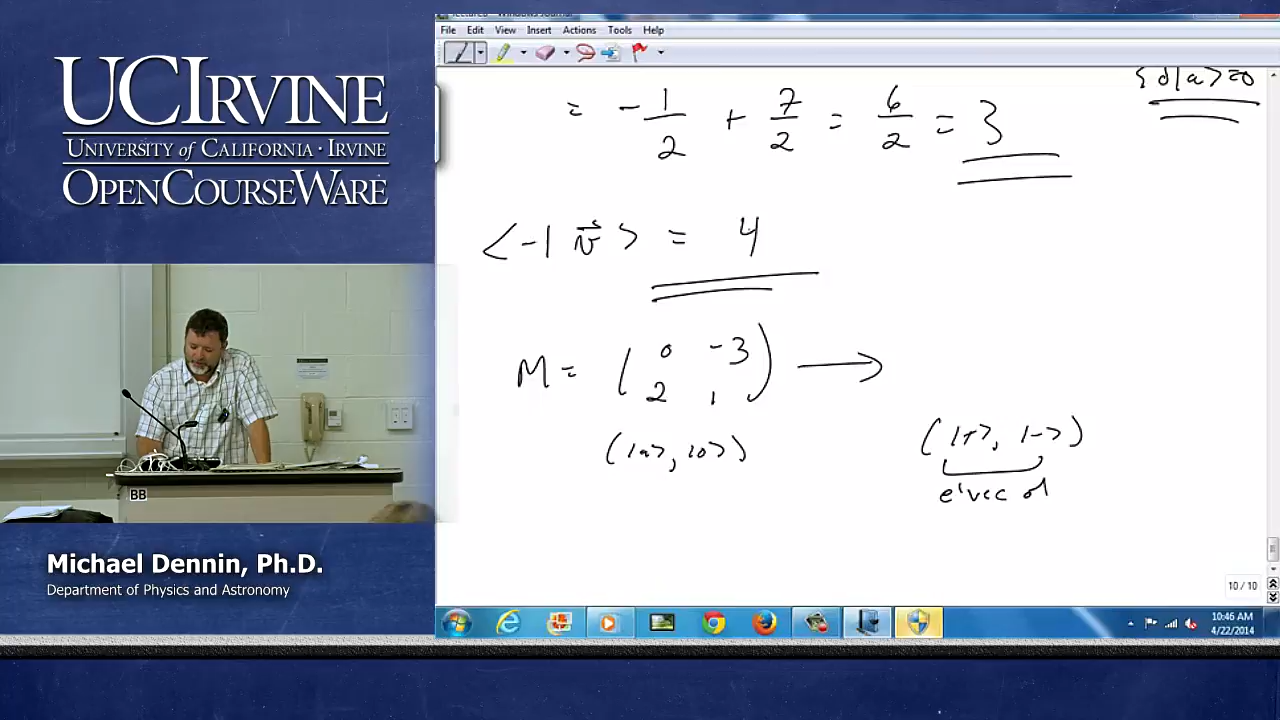 UCIRVINE
UNIVERSITY of CALIFORNIA · IRVINE
OPENCOURSEWARE
BB
Michael Dennin, Ph.D.
Department of Physics and Astronomy
File Edit View Insert Actions Tools Help
<d|a>=0
= -1/2 + 7/2 = 6/2 = 3
<-| v⃗ > = 4
M = ( 0 -3
2 1 )
(|a>, |b>)
(|+>, |->)
e'vec of
10 / 10
10:46 AM
4/22/2014